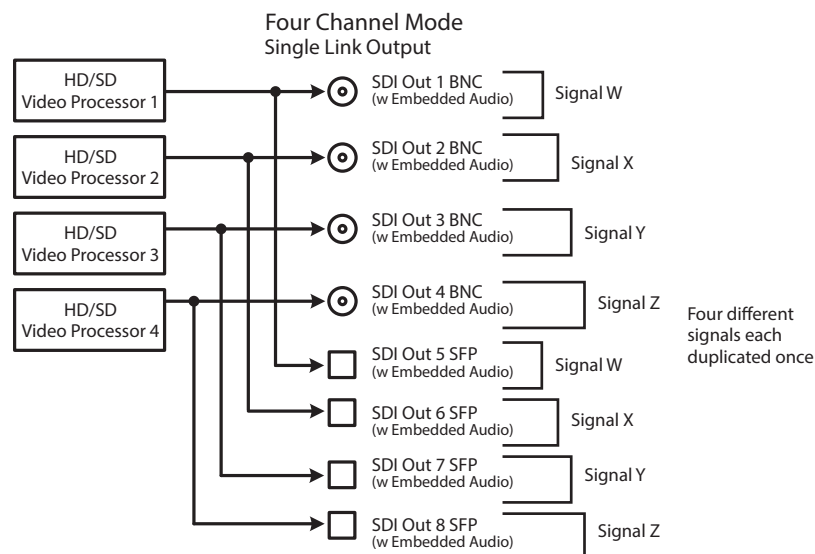 Four Channel Mode
Single Link Output
HD/SD
Video Processor 1
SDI Out 1 BNC
(w Embedded Audio)
Signal W
HD/SD
Video Processor 2
SDI Out 2 BNC
(w Embedded Audio)
Signal X
HD/SD
Video Processor 3
SDI Out 3 BNC
(w Embedded Audio)
Signal Y
HD/SD
Video Processor 4
SDI Out 4 BNC
(w Embedded Audio)
Signal Z
Four different
signals each
duplicated once
SDI Out 5 SFP
(w Embedded Audio)
Signal W
SDI Out 6 SFP
(w Embedded Audio)
Signal X
SDI Out 7 SFP
(w Embedded Audio)
Signal Y
SDI Out 8 SFP
(w Embedded Audio)
Signal Z